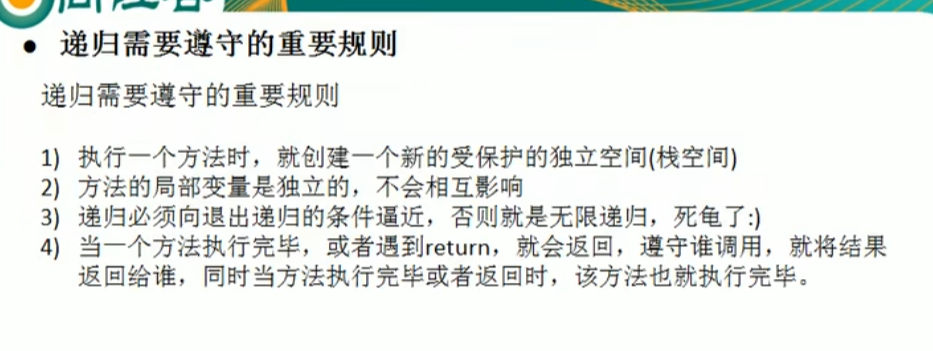 ● 递归需要遵守的重要规则
递归需要遵守的重要规则
1) 执行一个方法时，就创建一个新的受保护的独立空间(栈空间)
2) 方法的局部变量是独立的，不会相互影响
3) 递归必须向退出递归的条件逼近，否则就是无限递归，死龟了:)
4) 当一个方法执行完毕，或者遇到return，就会返回，遵守谁调用，就将结果
返回给谁，同时当方法执行完毕或者返回时，该方法也就执行完毕。